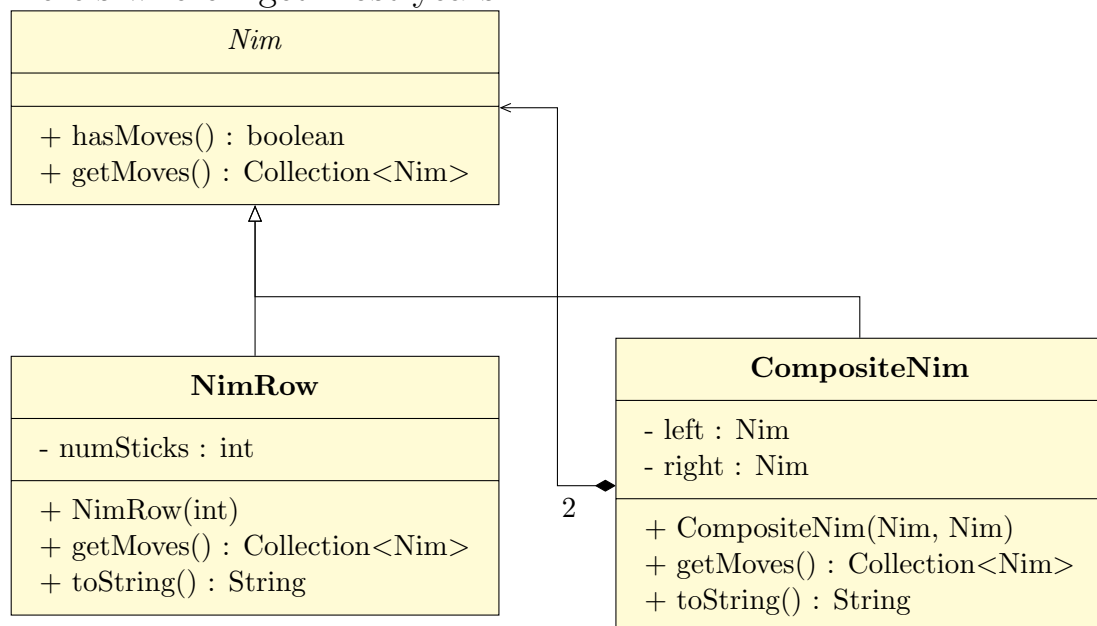 Nim
+ hasMoves() : boolean
+ getMoves() : Collection<Nim>
NimRow
- numSticks : int
+ NimRow(int)
+ getMoves() : Collection<Nim>
+ toString() : String
CompositeNim
- left : Nim
- right : Nim
+ CompositeNim(Nim, Nim)
+ getMoves() : Collection<Nim>
+ toString() : String
2